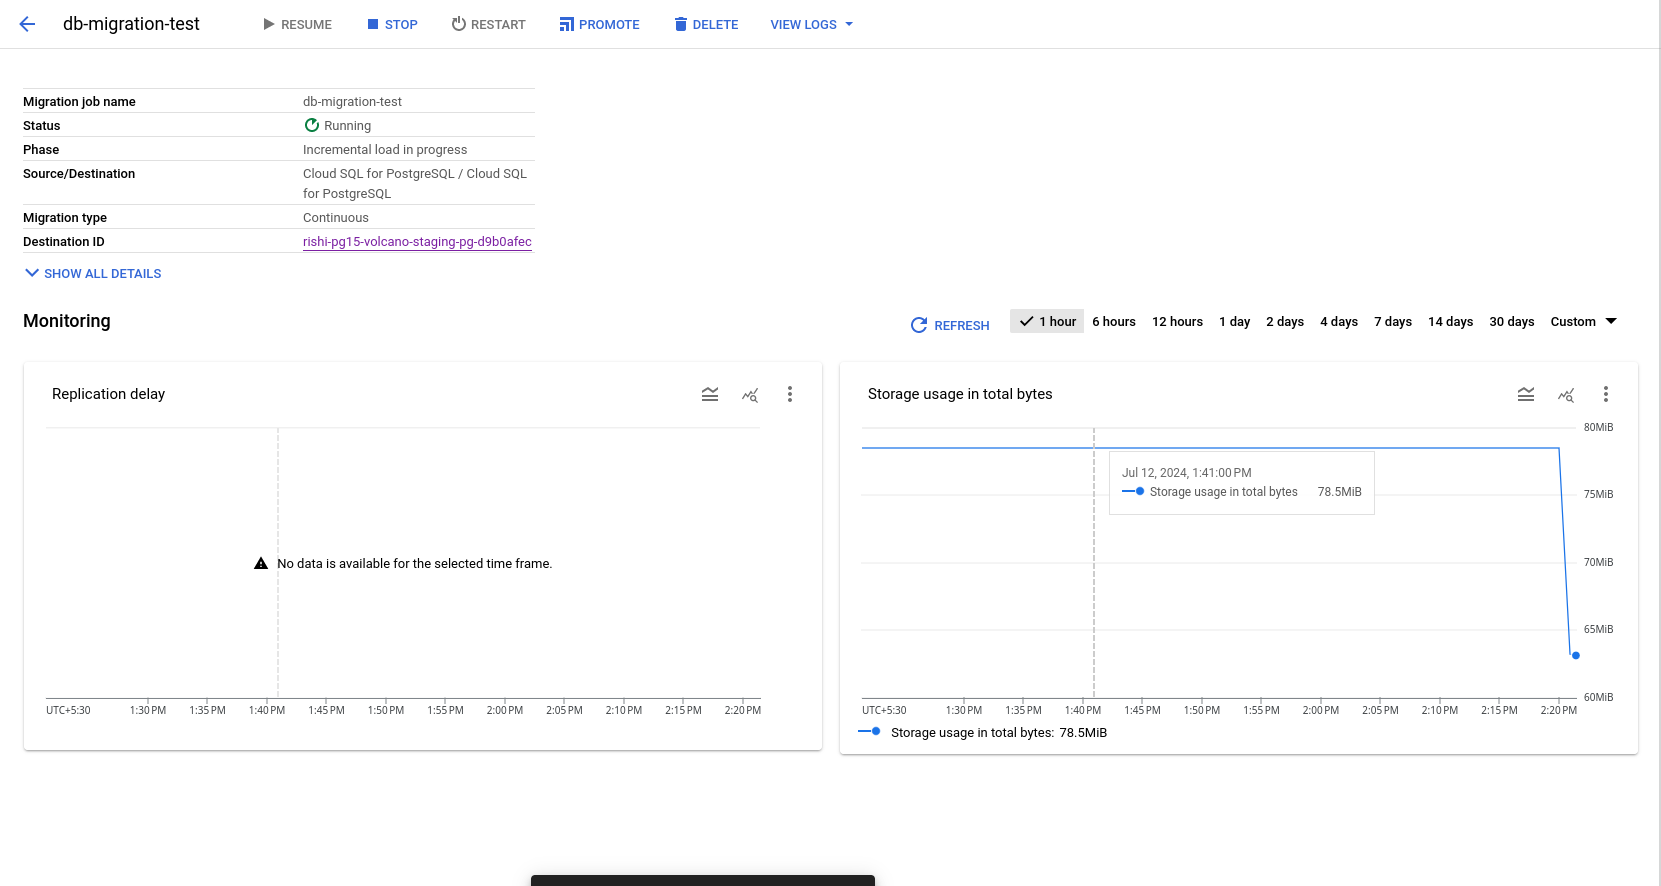 db-migration-test
RESUME
STOP
RESTART
PROMOTE
DELETE
VIEW LOGS
Migration job name db-migration-test
Status Running
Phase Incremental load in progress
Source/Destination Cloud SQL for PostgreSQL / Cloud SQL
for PostgreSQL
Migration type Continuous
Destination ID rishi-pg15-volcano-staging-pg-d9b0afec
SHOW ALL DETAILS
Monitoring
REFRESH
1 hour 6 hours 12 hours 1 day 2 days 4 days 7 days 14 days 30 days Custom
Replication delay
No data is available for the selected time frame.
UTC+5:30 1:30 PM 1:35 PM 1:40 PM 1:45 PM 1:50 PM 1:55 PM 2:00 PM 2:05 PM 2:10 PM 2:15 PM 2:20 PM
Storage usage in total bytes
80MiB
Jul 12, 2024, 1:41:00 PM
Storage usage in total bytes 78.5MiB
75MiB
70MiB
65MiB
60MiB
UTC+5:30 1:30 PM 1:35 PM 1:40 PM 1:45 PM 1:50 PM 1:55 PM 2:00 PM 2:05 PM 2:10 PM 2:15 PM 2:20 PM
Storage usage in total bytes: 78.5MiB